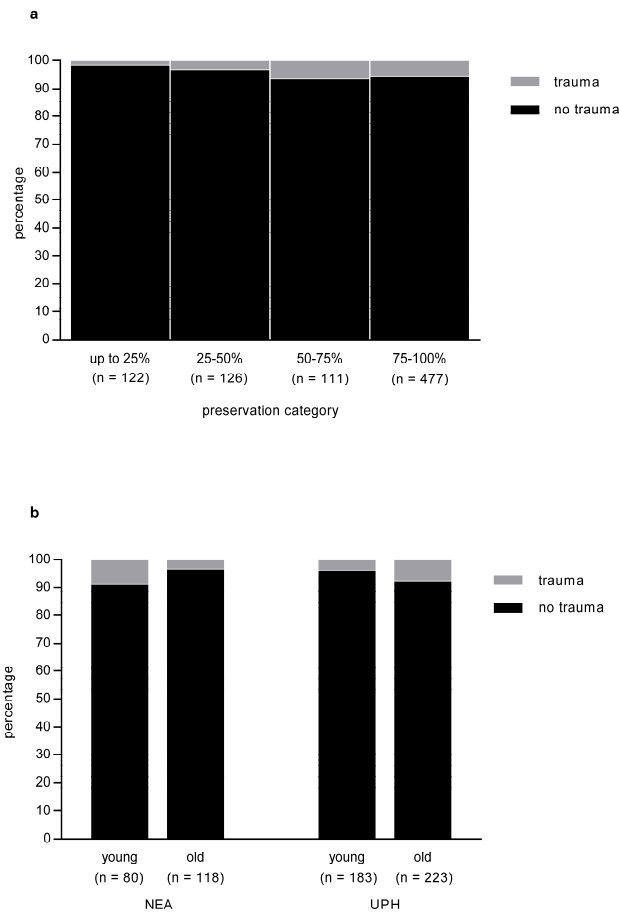 a
100
90
80
70
60
50
40
30
20
10
0
percentage
trauma
no trauma
up to 25% 25-50% 50-75% 75-100%
(n = 122) (n = 126) (n = 111) (n = 477)
preservation category
b
100
90
80
70
60
50
40
30
20
10
0
percentage
trauma
no trauma
young old young old
(n = 80) (n = 118) (n = 183) (n = 223)
NEA UPH